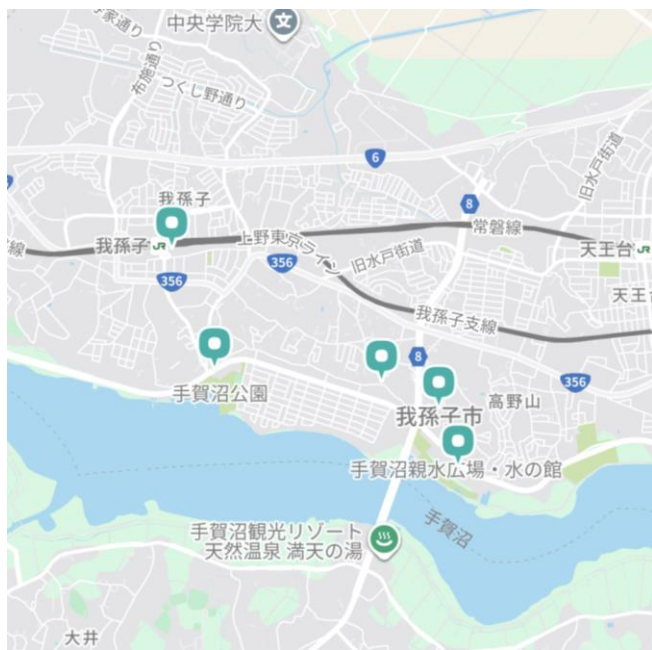 中央学院大
文
布施通り
つくし野通り
6
旧水戸街道
我孫子
8
我孫子
JR
上野東京ライン
常磐線
天王台
JR
356
356
旧水戸街道
天王台
我孫子支線
8
356
手賀沼公園
我孫子市
高野山
手賀沼親水広場・水の館
手賀沼
手賀沼観光リゾート
天然温泉 満天の湯
大井